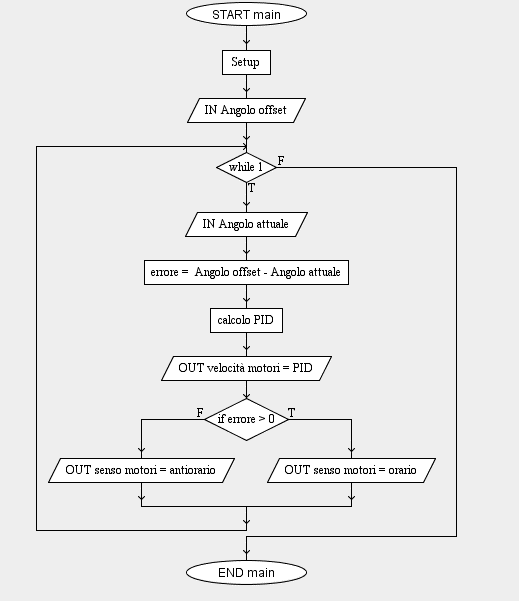 START main
Setup
IN Angolo offset
while 1
F
T
IN Angolo attuale
errore = Angolo offset - Angolo attuale
calcolo PID
OUT velocità motori = PID
F
if errore > 0
T
OUT senso motori = antiorario
OUT senso motori = orario
END main